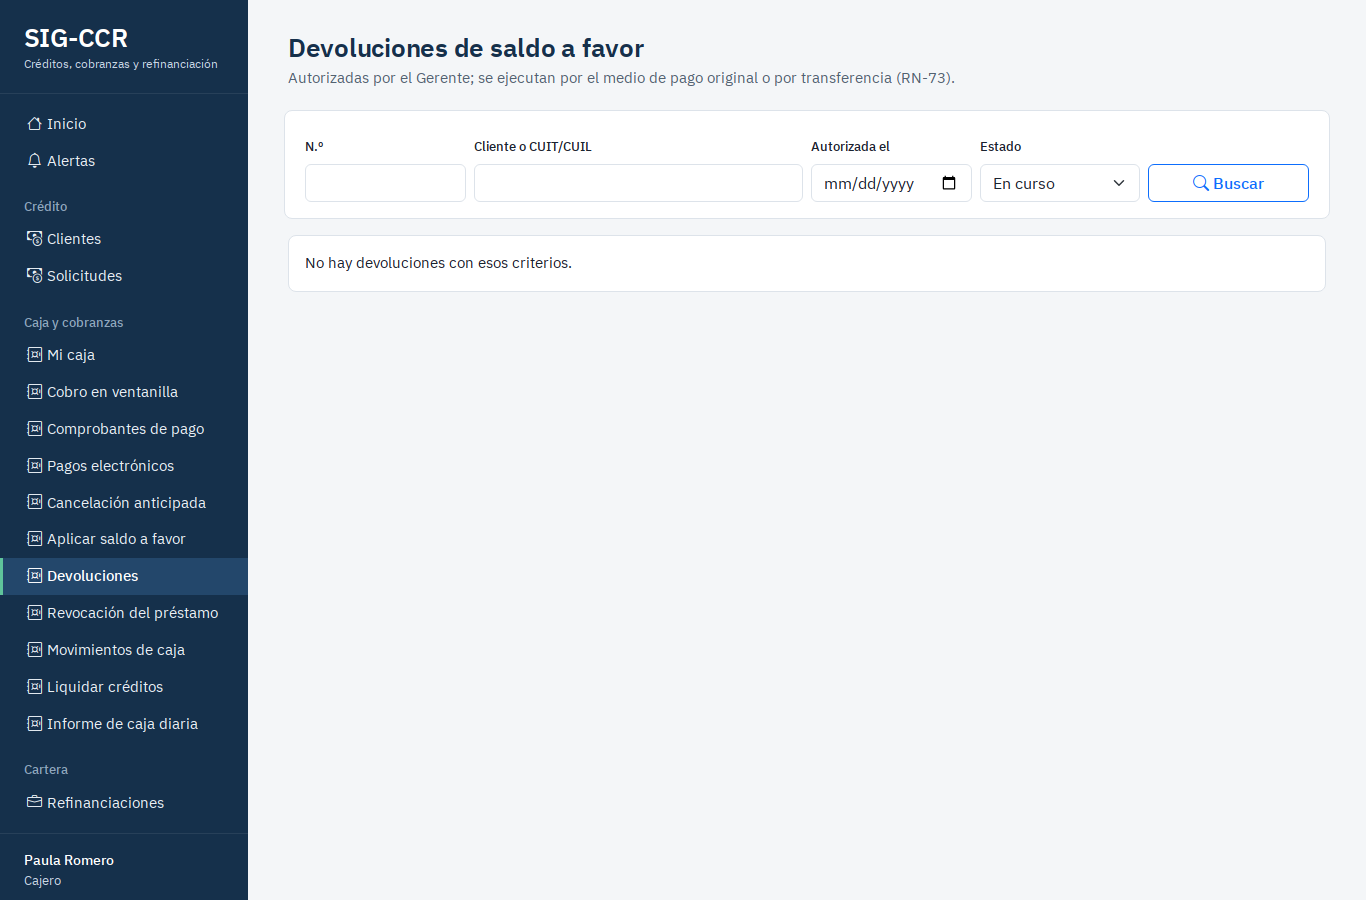 SIG-CCR
Créditos, cobranzas y refinanciación
Inicio
Alertas
Crédito
Clientes
Solicitudes
Caja y cobranzas
Mi caja
Cobro en ventanilla
Comprobantes de pago
Pagos electrónicos
Cancelación anticipada
Aplicar saldo a favor
Devoluciones
Revocación del préstamo
Movimientos de caja
Liquidar créditos
Informe de caja diaria
Cartera
Refinanciaciones
Paula Romero
Cajero
Devoluciones de saldo a favor
Autorizadas por el Gerente; se ejecutan por el medio de pago original o por transferencia (RN-73).
N.º Cliente o CUIT/CUIL Autorizada el Estado
mm/dd/yyyy En curso Buscar
No hay devoluciones con esos criterios.